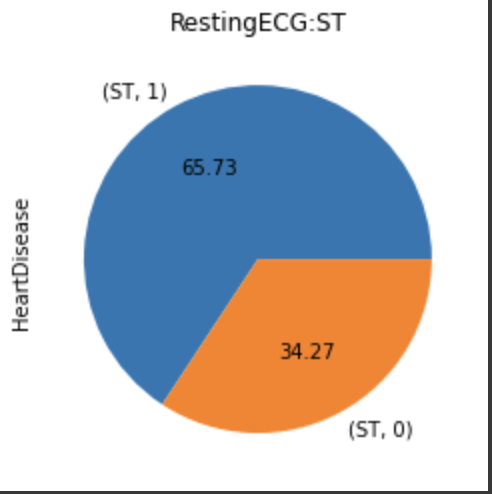 RestingECG:ST
(ST, 1)
65.73
HeartDisease
34.27
(ST, 0)